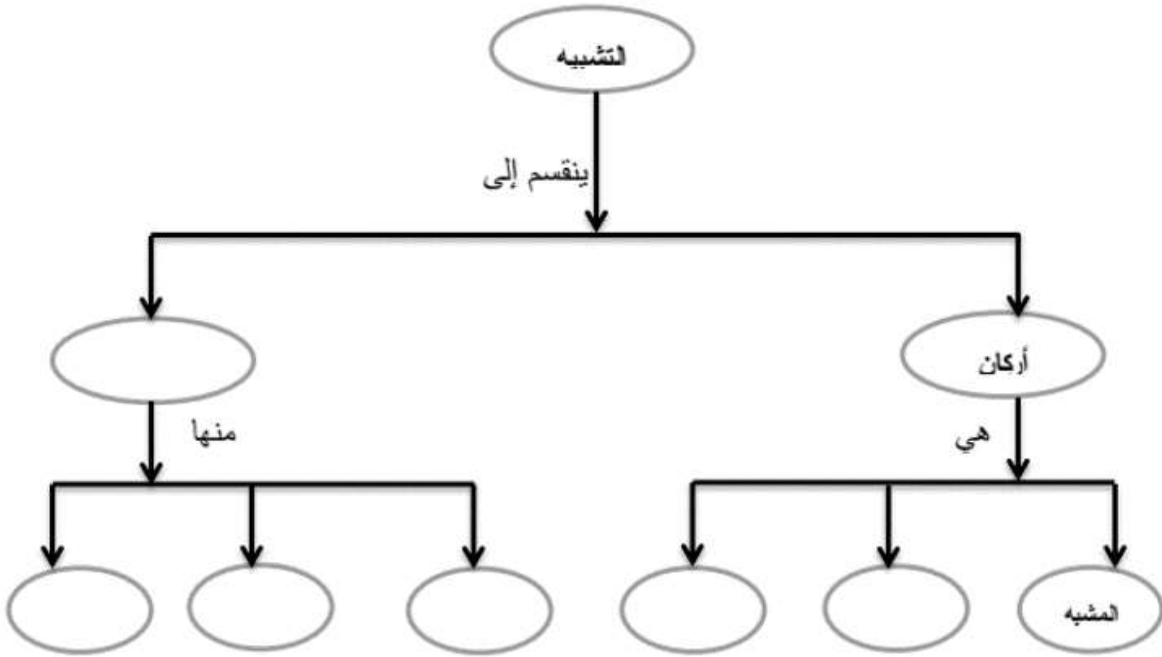 التشبيه
ينقسم إلى
أركان
هي
منها
المشبه